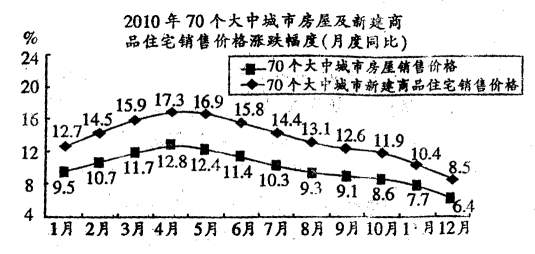 2010年70个大中城市房屋及新建商
品住宅销售价格涨跌幅度(月度同比)
%
24
20
16
12
8
4
70个大中城市房屋销售价格
70个大中城市新建商品住宅销售价格
12.7 14.5 15.9 17.3 16.9 15.8 14.4 13.1 12.6 11.9 10.4 8.5
9.5 10.7 11.7 12.8 12.4 11.4 10.3 9.3 9.1 8.6 7.7 6.4
1月 2月 3月 4月 5月 6月 7月 8月 9月 10月 1 月 12月